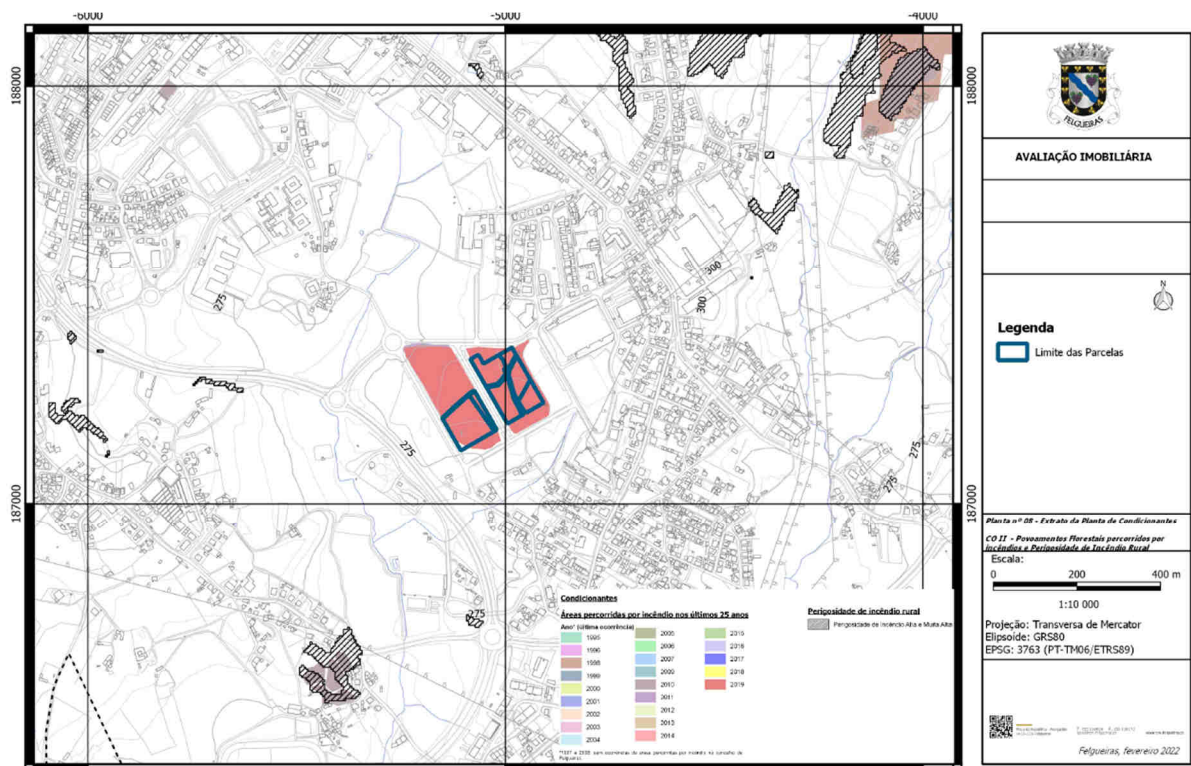 -6000
-5000
-4000
188000
188000
187000
187000
275
300
300
275
275
275
275
FELGUEIRAS
AVALIAÇÃO IMOBILIÁRIA
N
Legenda
Limite das Parcelas
Planta nº 08 - Extrato da Planta de Condicionantes
CO II - Povoamentos Florestais percorridos por
incêndios e Perigosidade de Incêndio Rural
Escala:
0 200 400 m
1:10 000
Projeção: Transversa de Mercator
Elipsoide: GRS80
EPSG: 3763 (PT-TM06/ETRS89)
Felgueiras, fevereiro 2022
Condicionantes
Áreas percorridas por incêndio nos últimos 25 anos
Ano* (última ocorrência)
1995
1996
1998
1999
2000
2001
2002
2003
2004
2005
2006
2007
2009
2010
2011
2012
2013
2014
2015
2016
2017
2018
2019
Perigosidade de incêndio rural
Perigosidade de Incêndio Alta e Muito Alta